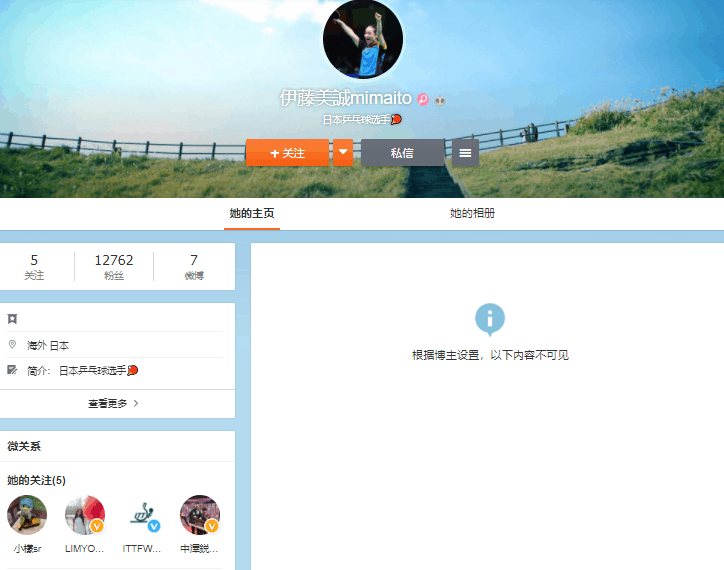 伊藤美誠mimaito
日本乒乓球选手
+ 关注
私信
她的主页
她的相册
5
关注
12762
粉丝
7
微博
海外 日本
简介： 日本乒乓球选手
查看更多 >
根据博主设置，以下内容不可见
微关系
她的关注(5)
小檬sr
LIMYO...
ITTFW...
中澤鋭...